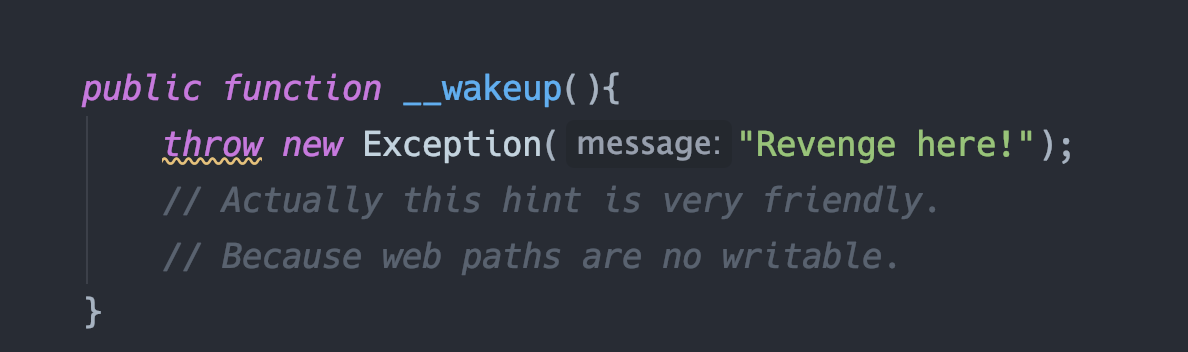 public function __wakeup(){
throw new Exception( message: "Revenge here!");
// Actually this hint is very friendly.
// Because web paths are no writable.
}